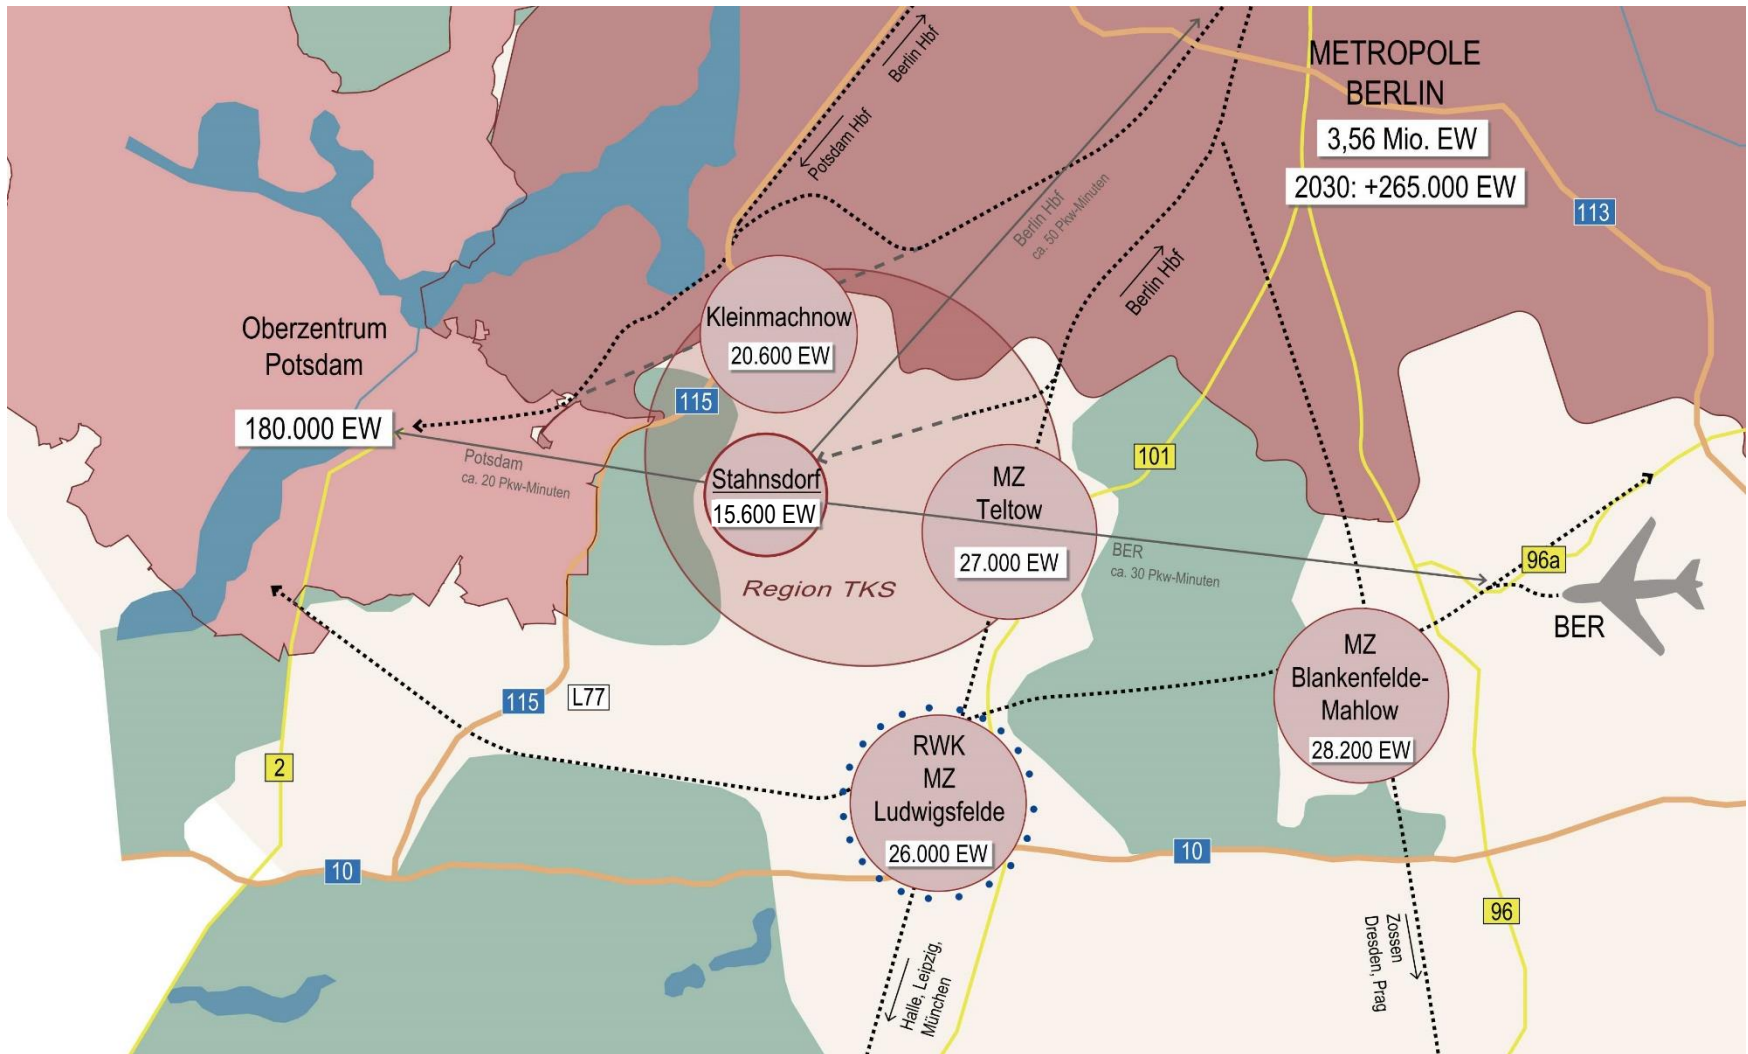 Berlin Hbf
Potsdam Hbf
METROPOLE
BERLIN
3,56 Mio. EW
2030: +265.000 EW
113
Berlin Hbf
ca. 50 Pkw-Minuten
Berlin Hbf
Oberzentrum
Potsdam
180.000 EW
Kleinmachnow
20.600 EW
115
Potsdam
ca. 20 Pkw-Minuten
Stahnsdorf
15.600 EW
MZ
Teltow
27.000 EW
101
BER
ca. 30 Pkw-Minuten
96a
BER
Region TKS
115
L77
MZ
Blankenfelde-
Mahlow
28.200 EW
2
RWK
MZ
Ludwigsfelde
26.000 EW
10
10
96
Halle, Leipzig,
München
Zossen
Dresden, Prag